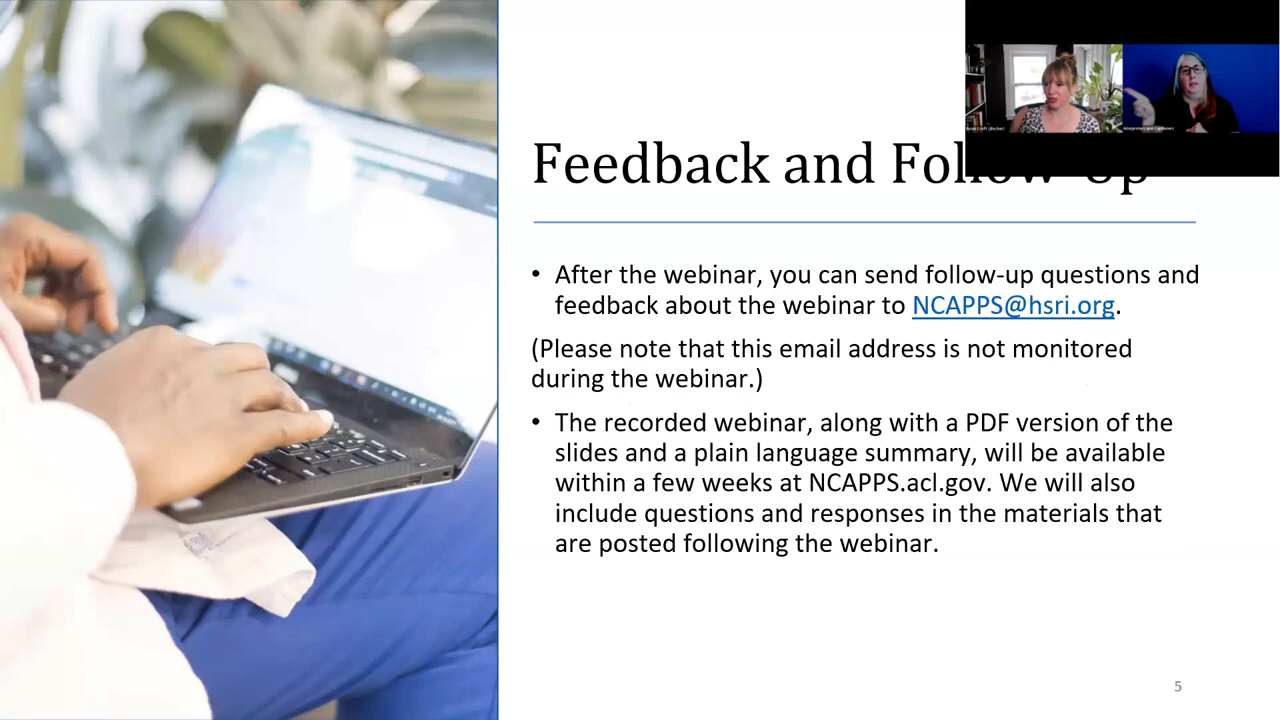 Feedback and Follow-Up
• After the webinar, you can send follow-up questions and
feedback about the webinar to NCAPPS@hsri.org.
(Please note that this email address is not monitored
during the webinar.)
• The recorded webinar, along with a PDF version of the
slides and a plain language summary, will be available
within a few weeks at NCAPPS.acl.gov. We will also
include questions and responses in the materials that
are posted following the webinar.
5